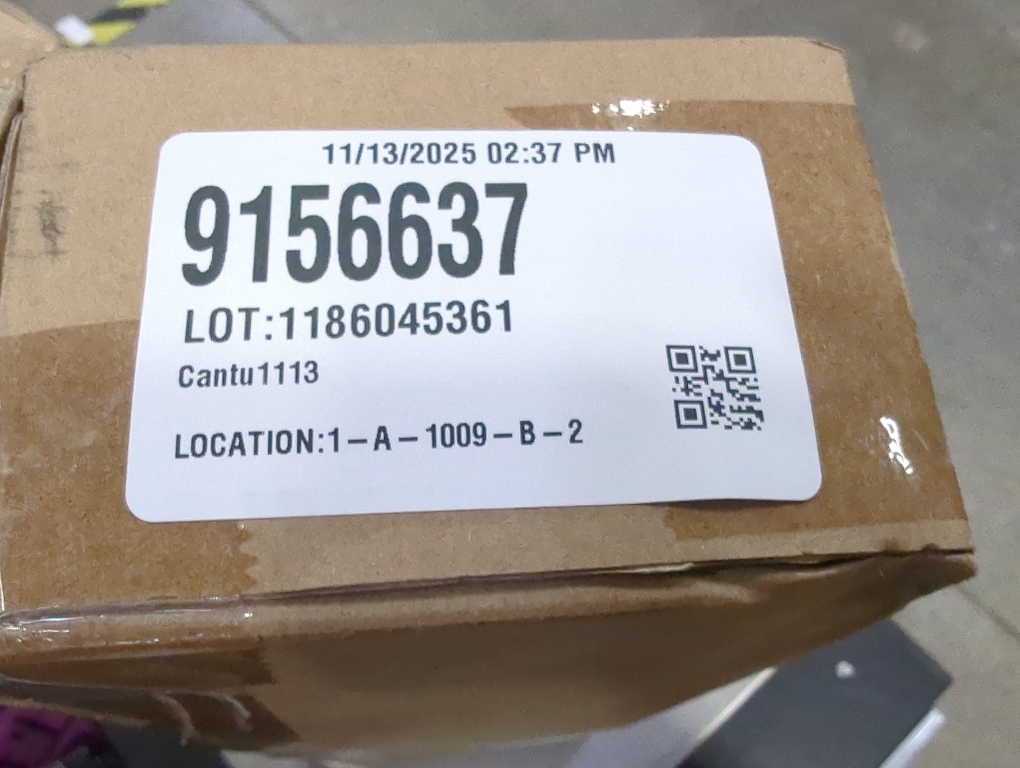 11/13/2025 02:37 PM
9156637
LOT:1186045361
Cantu1113
LOCATION:1-A-1009-B-2